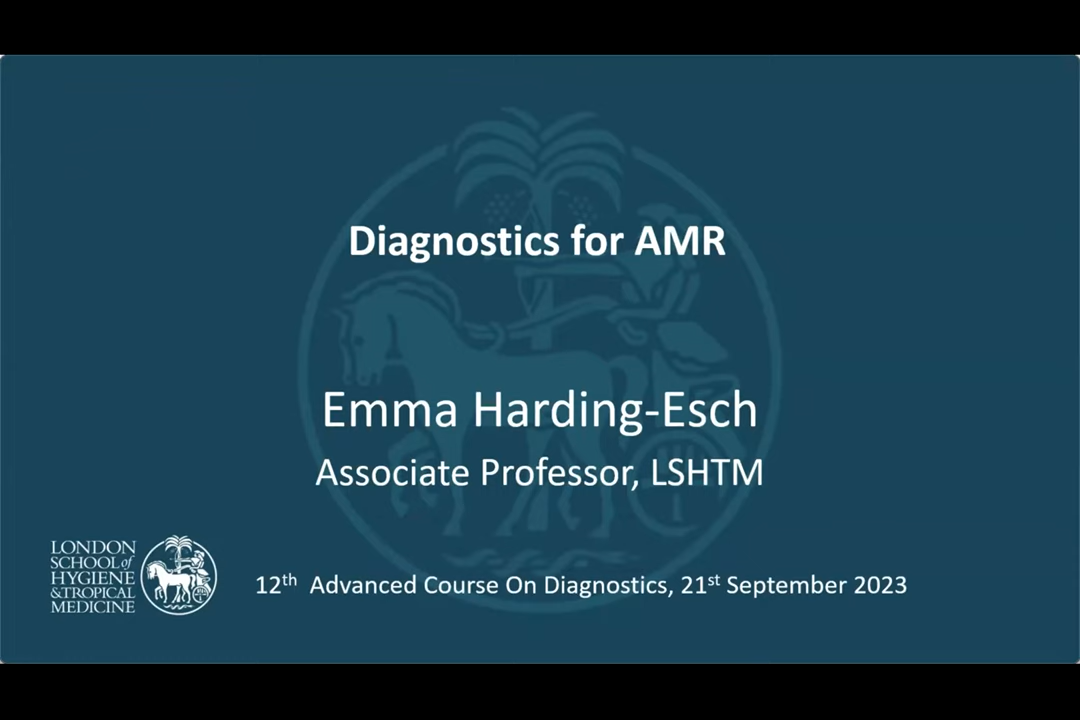 Diagnostics for AMR
Emma Harding-Esch
Associate Professor, LSHTM
LONDON
SCHOOL of
HYGIENE
& TROPICAL
MEDICINE
12th Advanced Course On Diagnostics, 21st September 2023